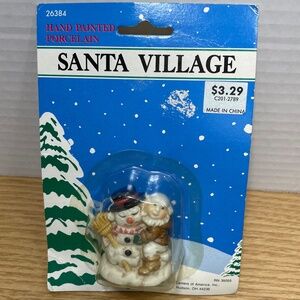 26384
HAND PAINTED
PORCELAIN
SANTA VILLAGE
$3.29
C201-2789
MADE IN CHINA
of America, Inc.
Hudson, OH 44236